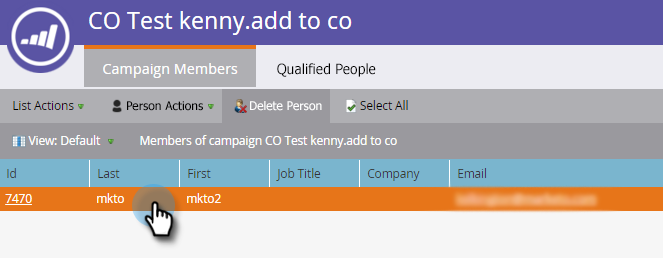 CO Test kenny.add to co
Campaign Members Qualified People
List Actions Person Actions Delete Person Select All
View: Default Members of campaign CO Test kenny.add to co
Id Last First Job Title Company Email
7470 mkto mkto2